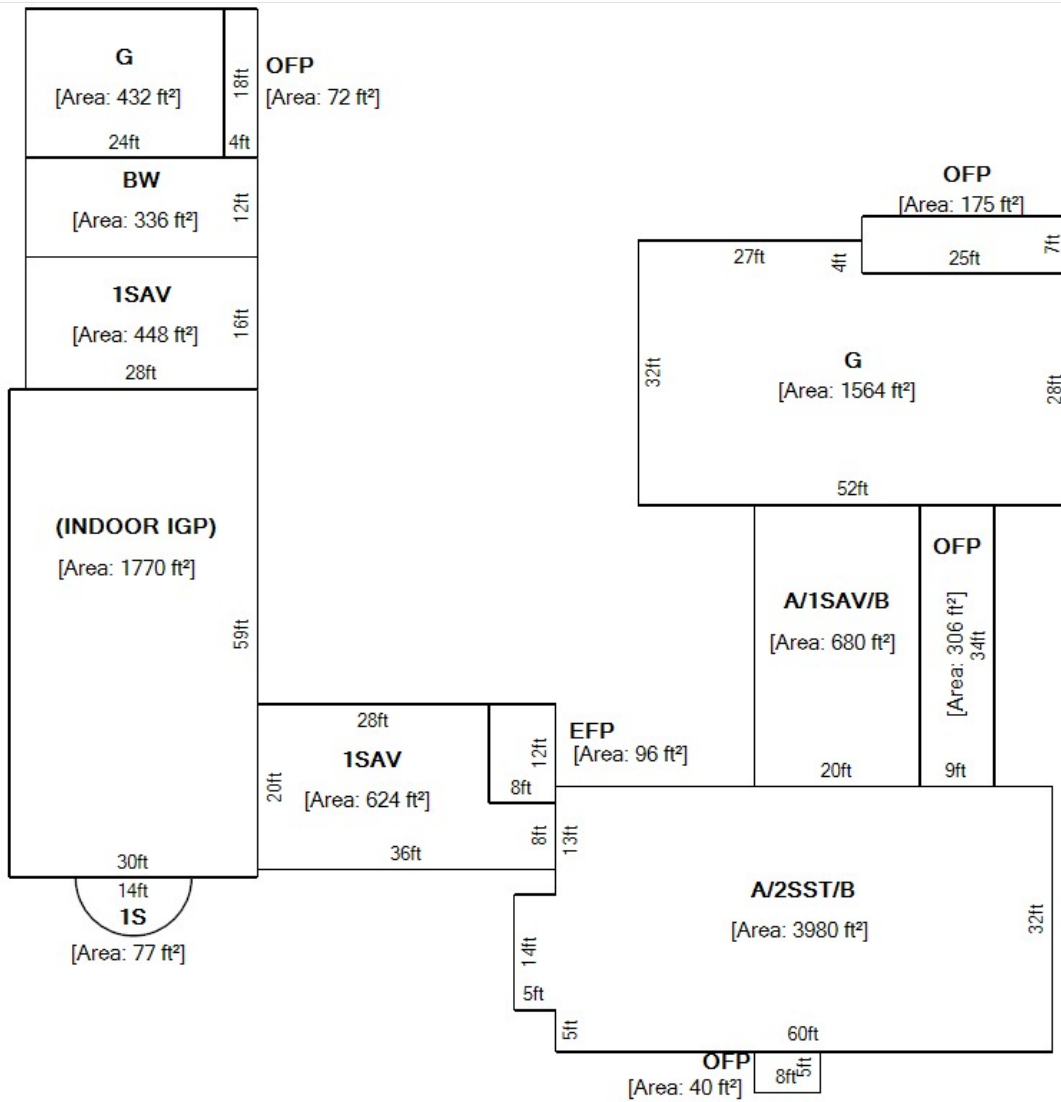 G
[Area: 432 ft²]
24ft
18ft
4ft
OFP
[Area: 72 ft²]
BW
[Area: 336 ft²]
12ft
1SAV
[Area: 448 ft²]
16ft
28ft
(INDOOR IGP)
[Area: 1770 ft²]
59ft
30ft
14ft
1S
[Area: 77 ft²]
28ft
1SAV
20ft
[Area: 624 ft²]
36ft
12ft
8ft
8ft
EFP
[Area: 96 ft²]
OFP
[Area: 175 ft²]
7ft
25ft
27ft
4ft
32ft
G
[Area: 1564 ft²]
28ft
52ft
A/1SAV/B
[Area: 680 ft²]
20ft
OFP
[Area: 306 ft²]
34ft
9ft
13ft
A/2SST/B
[Area: 3980 ft²]
32ft
14ft
5ft
5ft
60ft
OFP
[Area: 40 ft²]
8ft
5ft